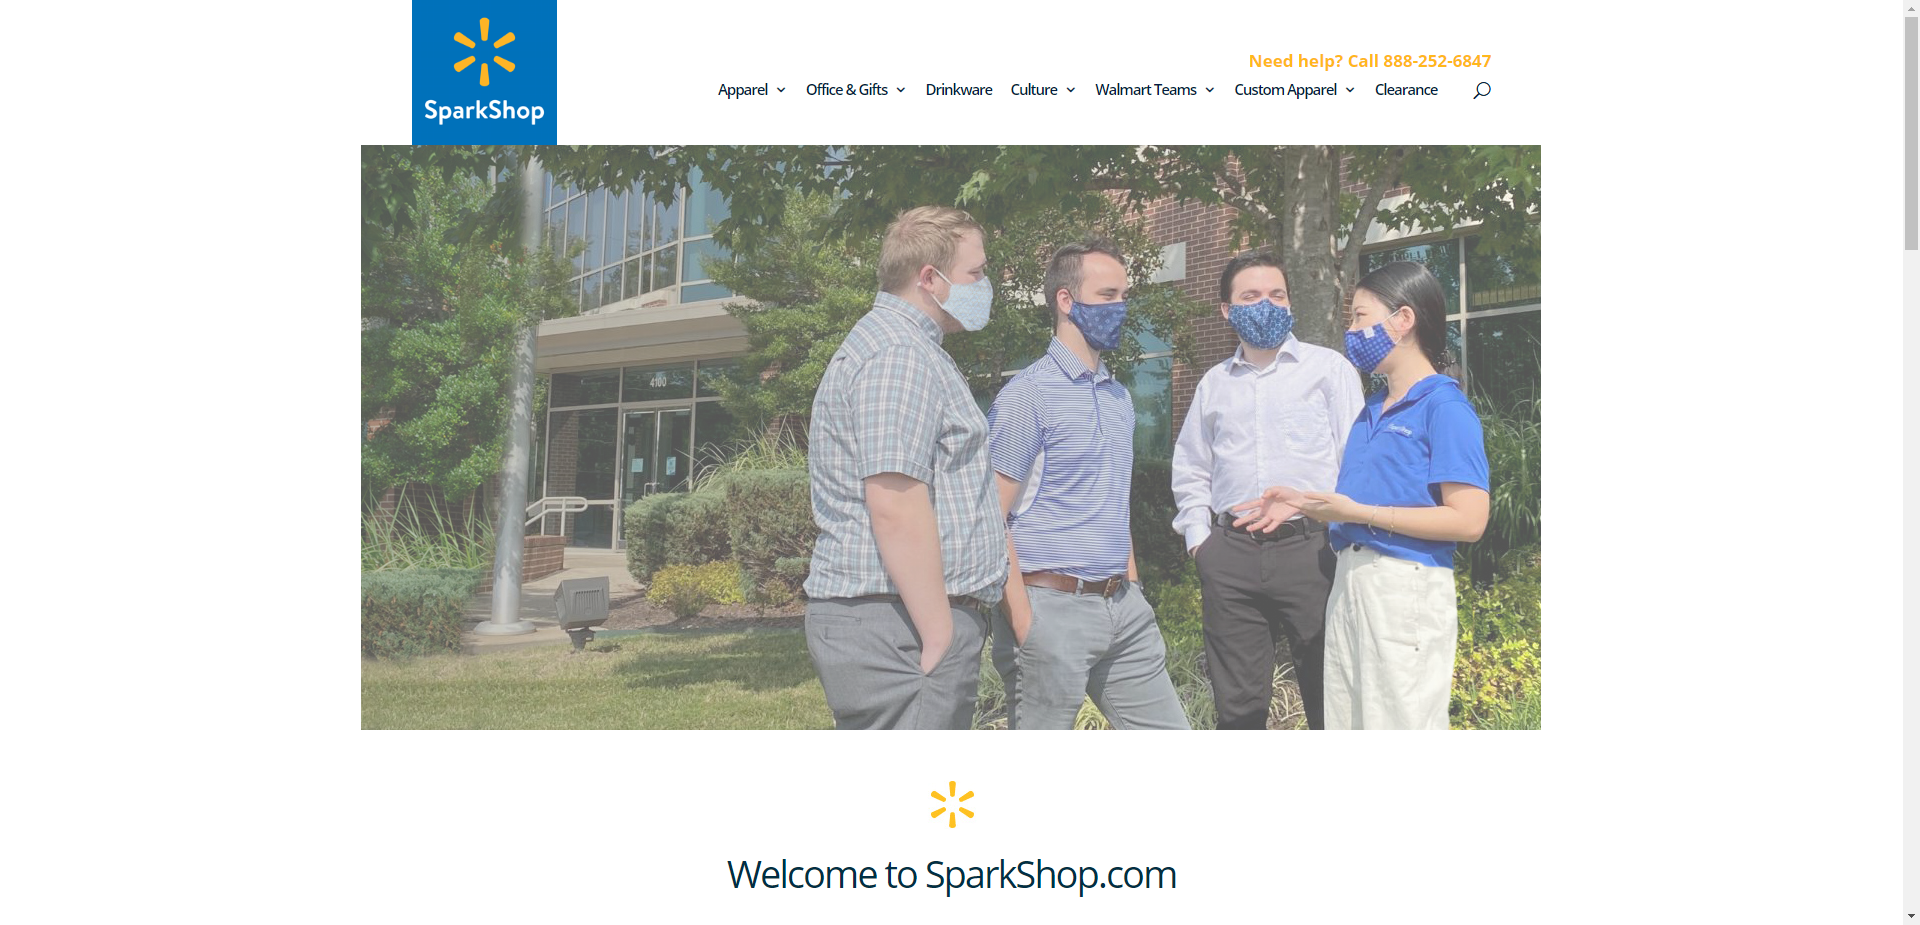 SparkShop
Need help? Call 888-252-6847
Apparel
Office & Gifts
Drinkware
Culture
Walmart Teams
Custom Apparel
Clearance
4100
Welcome to SparkShop.com